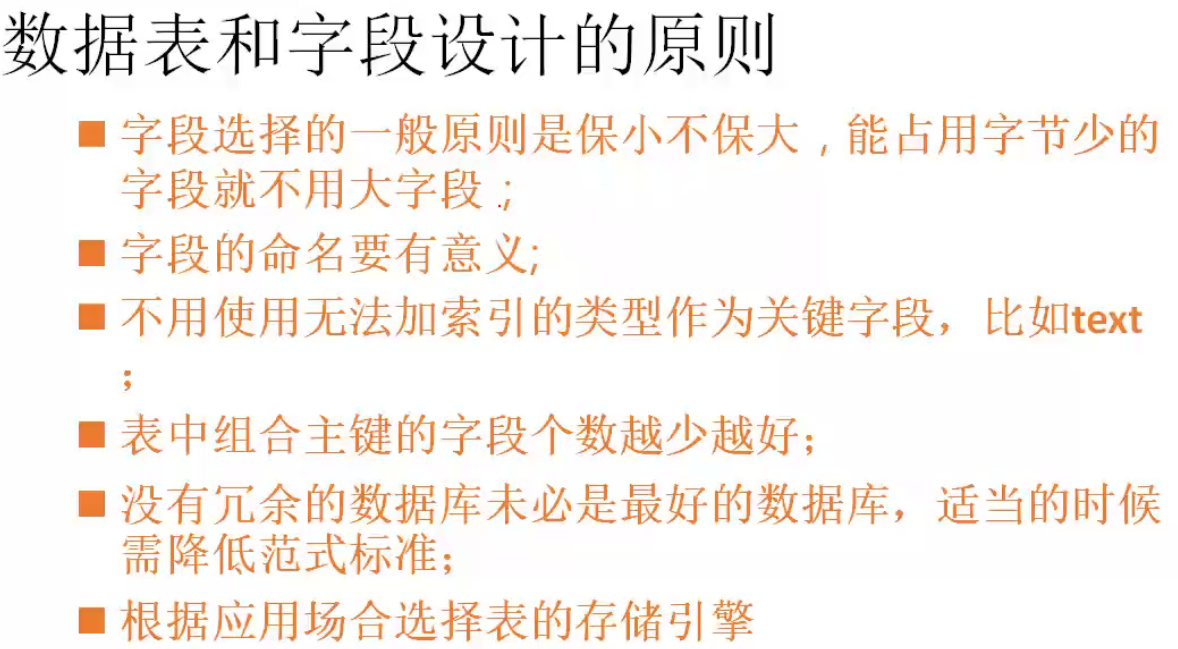 数据表和字段设计的原则
字段选择的一般原则是保小不保大，能占用字节少的
字段就不用大字段;
字段的命名要有意义;
不用使用无法加索引的类型作为关键字段，比如text
；
表中组合主键的字段个数越少越好；
没有冗余的数据库未必是最好的数据库，适当的时候
需降低范式标准；
根据应用场合选择表的存储引擎